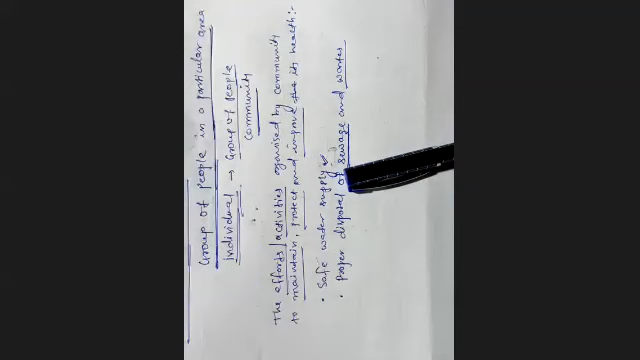 Group of people in a particular area
individual → Group of people
community
The efforts/activities organised by community
to maintain, protect and improve its health:-
• Safe water supply
• Proper disposal of sewage and wastes